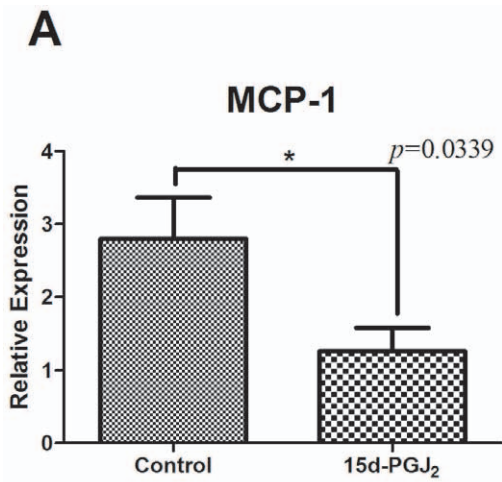 A
MCP-1
* p=0.0339
4
3
2
1
0
Relative Expression
Control 15d-PGJ₂